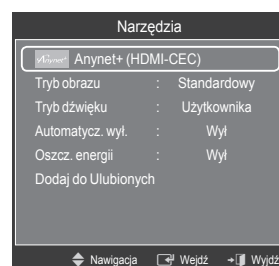 Narzędzia
Anynet+ Anynet+ (HDMI-CEC)
Tryb obrazu : Standardowy
Tryb dźwięku : Użytkownika
Automatycz. wył. : Wył
Oszcz. energii : Wył
Dodaj do Ulubionych
Nawigacja Wejdź Wyjdź